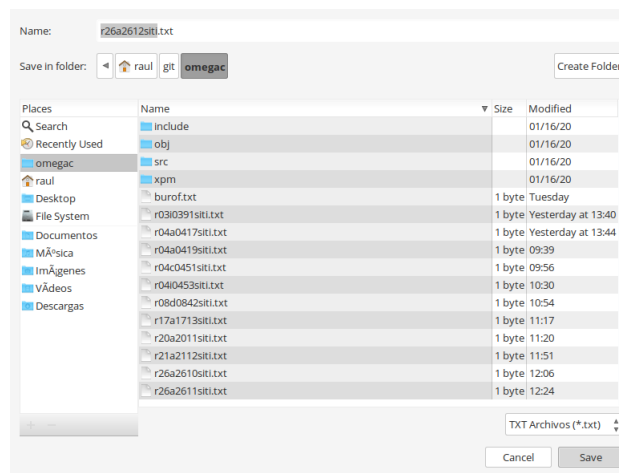 Name: r26a2612siti.txt
Save in folder: raul git omegac Create Folder
Places Name Size Modified
Search include 01/16/20
Recently Used obj 01/16/20
omegac src 01/16/20
raul xpm 01/16/20
Desktop burof.txt 1 byte Tuesday
File System r03i0391siti.txt 1 byte Yesterday at 13:40
Documentos r04a0417siti.txt 1 byte Yesterday at 13:44
MÃºsica r04a0419siti.txt 1 byte 09:39
ImÃ¡genes r04c0451siti.txt 1 byte 09:56
VÃ­deos r04i0453siti.txt 1 byte 10:30
Descargas r08d0842siti.txt 1 byte 10:54
r17a1713siti.txt 1 byte 11:17
r20a2011siti.txt 1 byte 11:20
r21a2112siti.txt 1 byte 11:51
r26a2610siti.txt 1 byte 12:06
r26a2611siti.txt 1 byte 12:24
TXT Archivos (*.txt)
Cancel Save